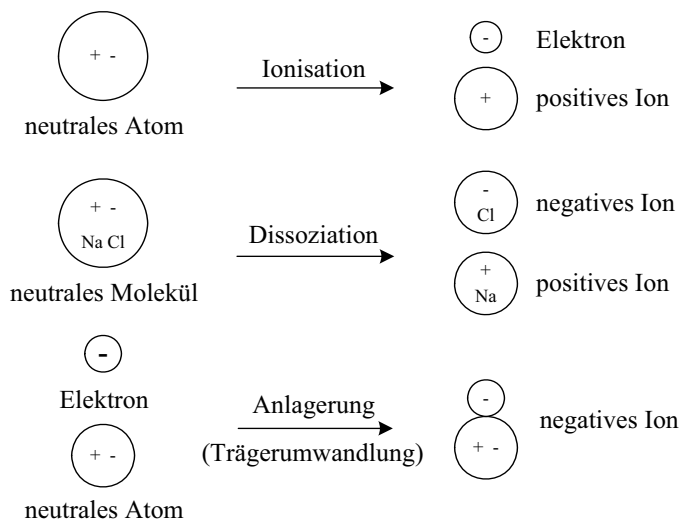 + -
neutrales Atom
Ionisation
-
Elektron
+
positives Ion
+ -
Na Cl
neutrales Molekül
Dissoziation
-
Cl
negatives Ion
+
Na
positives Ion
-
Elektron
+ -
neutrales Atom
Anlagerung
(Trägerumwandlung)
-
+ -
negatives Ion